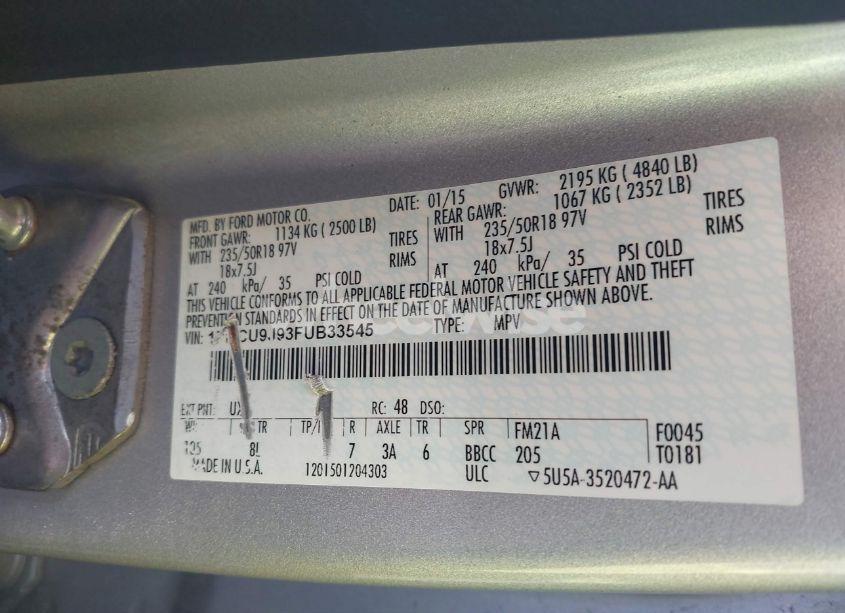 MFD. BY FORD MOTOR CO. DATE: 01/15 GVWR: 2195 KG ( 4840 LB)
FRONT GAWR: 1134 KG ( 2500 LB) REAR GAWR: 1067 KG ( 2352 LB)
WITH 235/50R18 97V TIRES WITH 235/50R18 97V TIRES
18x7.5J RIMS 18x7.5J RIMS
AT 240 kPa/ 35 PSI COLD AT 240 kPa/ 35 PSI COLD
THIS VEHICLE CONFORMS TO ALL APPLICABLE FEDERAL MOTOR VEHICLE SAFETY AND THEFT
PREVENTION STANDARDS IN EFFECT ON THE DATE OF MANUFACTURE SHOWN ABOVE.
VIN: TYPE: MPV
EXT PNT: RC: 48 DSO:
WB TR R AXLE SPR FM21A F0045
7 3A 6 BBCC 205 T0181
MADE IN U.S.A. 1201501204303 ULC ▽5U5A-3520472-AA